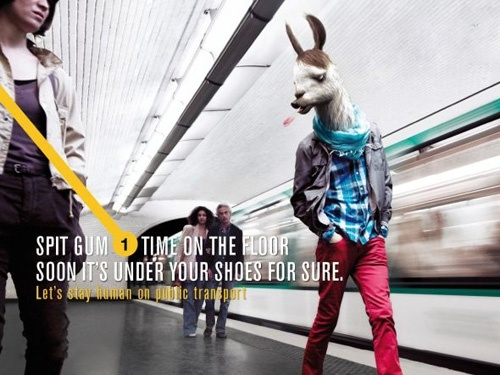 SPIT GUM 1 TIME ON THE FLOOR
SOON IT'S UNDER YOUR SHOES FOR SURE.
Let's stay human on public transport